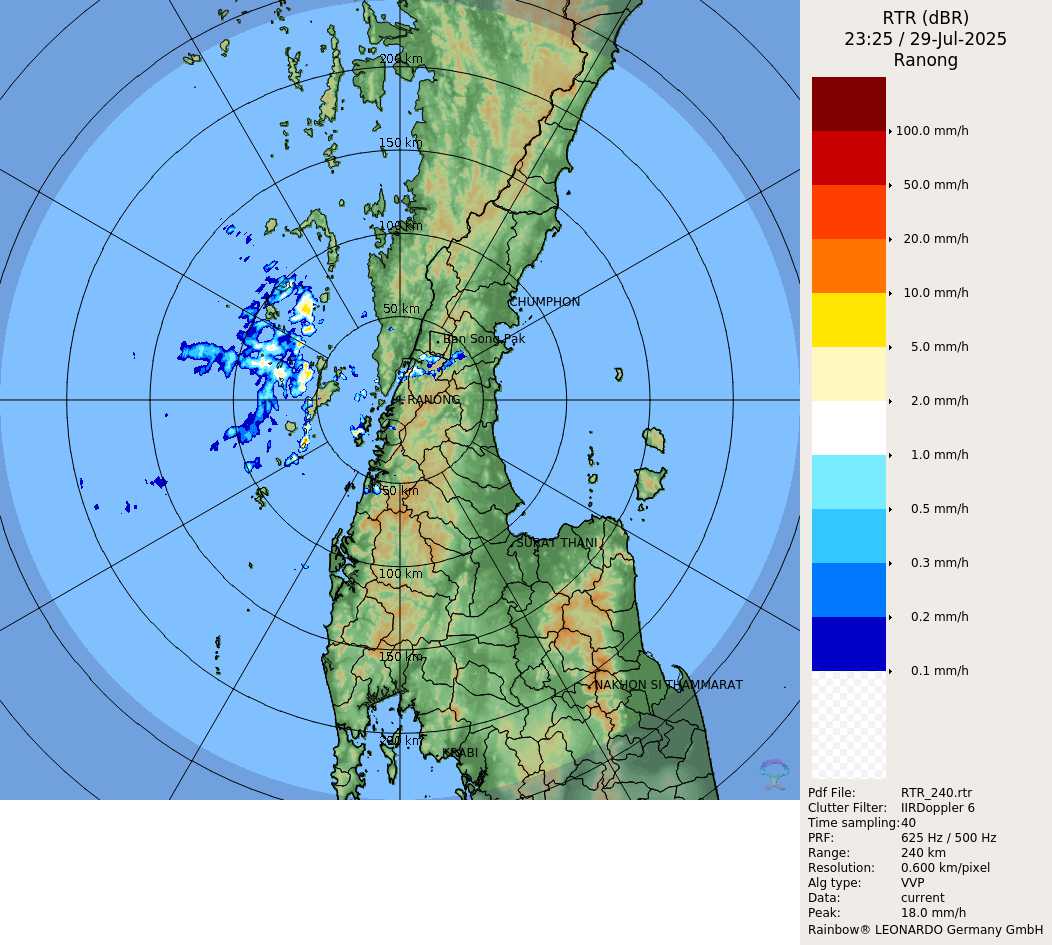 RTR (dBR)
23:25 / 29-Jul-2025
Ranong
200 km
150 km
100 km
50 km
CHUMPHON
Ban Song Pak
RANONG
50 km
SURAT THANI
100 km
150 km
NAKHON SI THAMMARAT
200 km
KRABI
100.0 mm/h
50.0 mm/h
20.0 mm/h
10.0 mm/h
5.0 mm/h
2.0 mm/h
1.0 mm/h
0.5 mm/h
0.3 mm/h
0.2 mm/h
0.1 mm/h
Pdf File: RTR_240.rtr
Clutter Filter: IIRDoppler 6
Time sampling:40
PRF: 625 Hz / 500 Hz
Range: 240 km
Resolution: 0.600 km/pixel
Alg type: VVP
Data: current
Peak: 18.0 mm/h
Rainbow® LEONARDO Germany GmbH